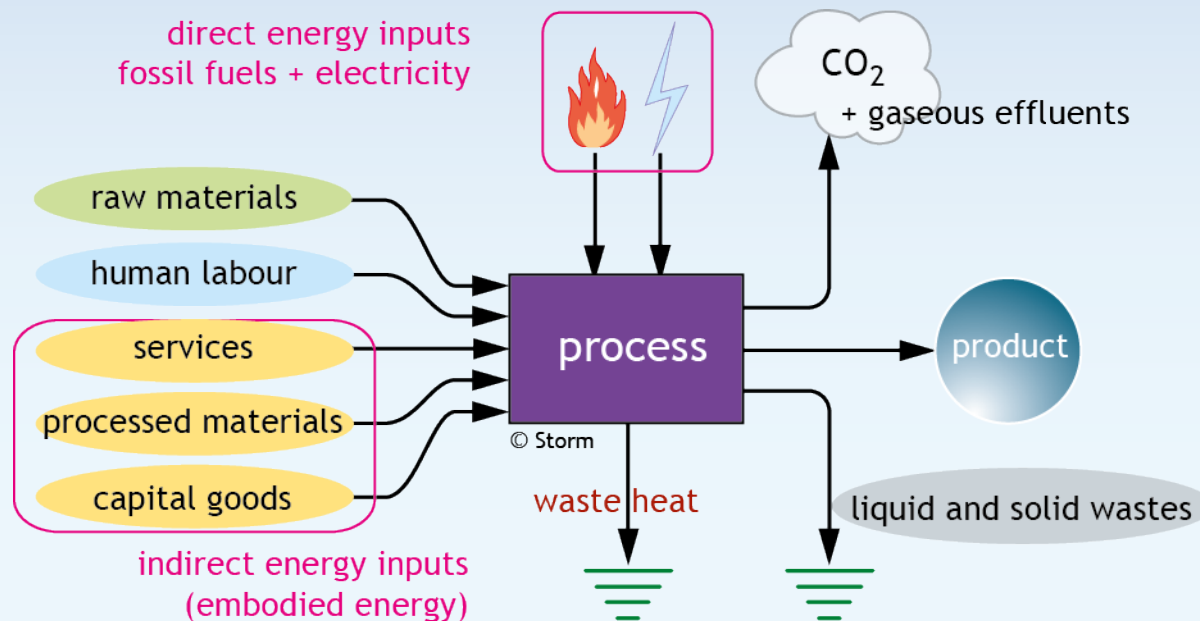 direct energy inputs
fossil fuels + electricity
CO₂
+ gaseous effluents
raw materials
human labour
services
processed materials
capital goods
process
product
© Storm
waste heat
liquid and solid wastes
indirect energy inputs
(embodied energy)